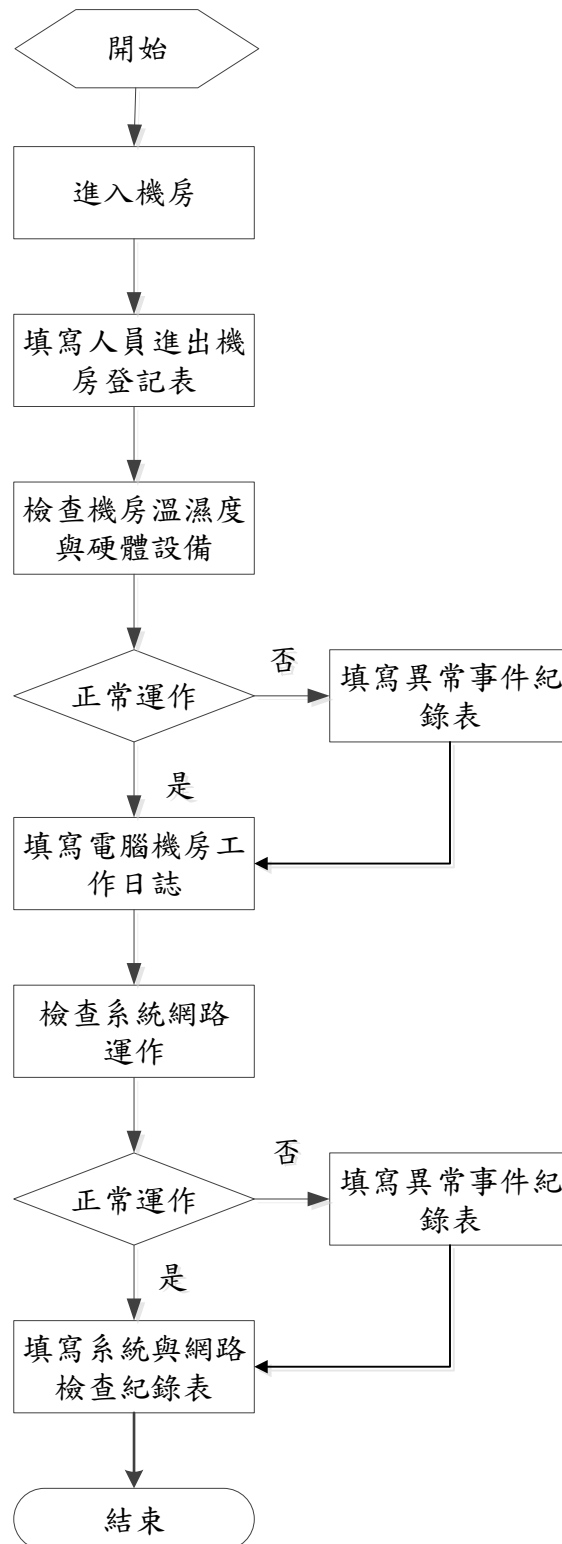 開始
進入機房
填寫人員進出機
房登記表
檢查機房溫濕度
與硬體設備
正常運作
否
填寫異常事件紀
錄表
是
填寫電腦機房工
作日誌
檢查系統網路
運作
正常運作
否
填寫異常事件紀
錄表
是
填寫系統與網路
檢查紀錄表
結束